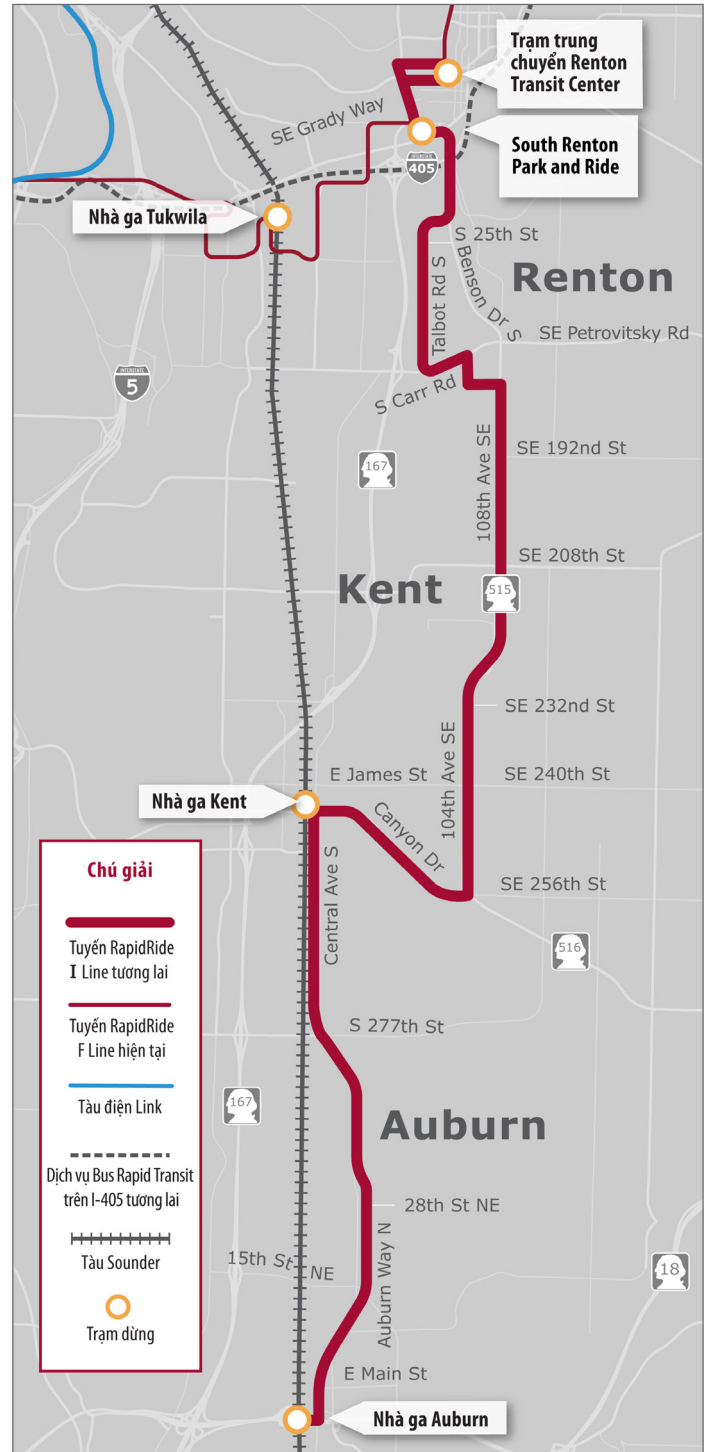 Trạm trung
chuyển Renton
Transit Center
SE Grady Way
South Renton
Park and Ride
INTERSTATE
405
Nhà ga Tukwila
S 25th St
Renton
Talbot Rd S
Benson Dr S
SE Petrovitsky Rd
INTERSTATE
5
S Carr Rd
108th Ave SE
SE 192nd St
167
SE 208th St
Kent
515
SE 232nd St
104th Ave SE
E James St
SE 240th St
Nhà ga Kent
Canyon Dr
SE 256th St
Central Ave S
516
S 277th St
167
Auburn
28th St NE
Auburn Way N
15th St NE
18
E Main St
Nhà ga Auburn
Chú giải
Tuyến RapidRide
I Line tương lai
Tuyến RapidRide
F Line hiện tại
Tàu điện Link
Dịch vụ Bus Rapid Transit
trên I-405 tương lai
Tàu Sounder
Trạm dừng